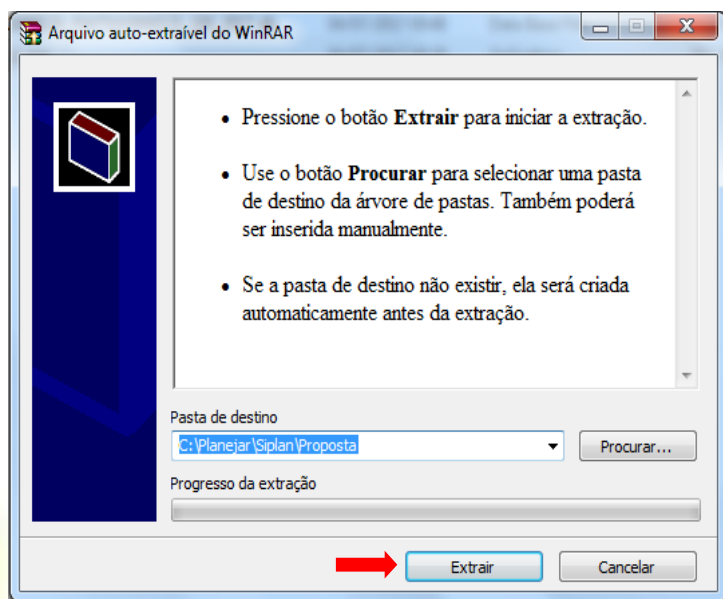 Arquivo auto-extraível do WinRAR
• Pressione o botão Extrair para iniciar a extração.
• Use o botão Procurar para selecionar uma pasta
de destino da árvore de pastas. Também poderá
ser inserida manualmente.
• Se a pasta de destino não existir, ela será criada
automaticamente antes da extração.
Pasta de destino
C:\Planejar\Siplan\Proposta
Procurar...
Progresso da extração
Extrair
Cancelar